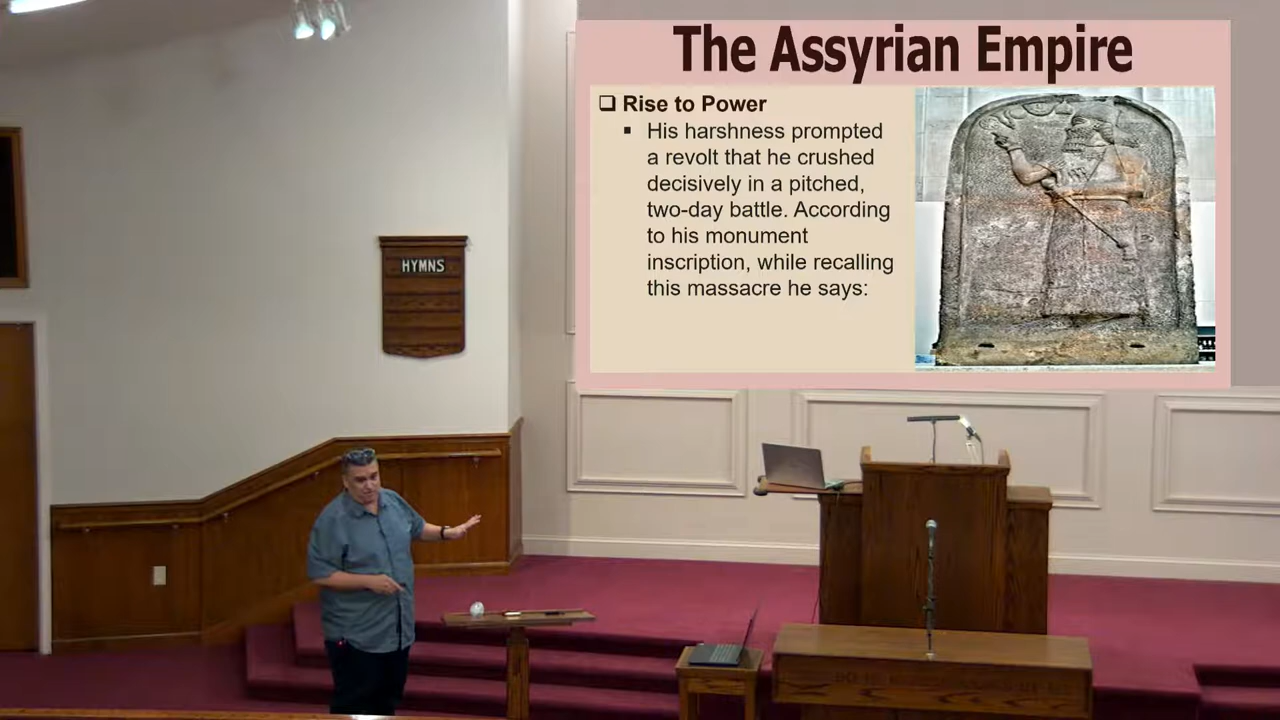 The Assyrian Empire
❑ Rise to Power
▪ His harshness prompted
a revolt that he crushed
decisively in a pitched,
two-day battle. According
to his monument
inscription, while recalling
this massacre he says:
HYMNS